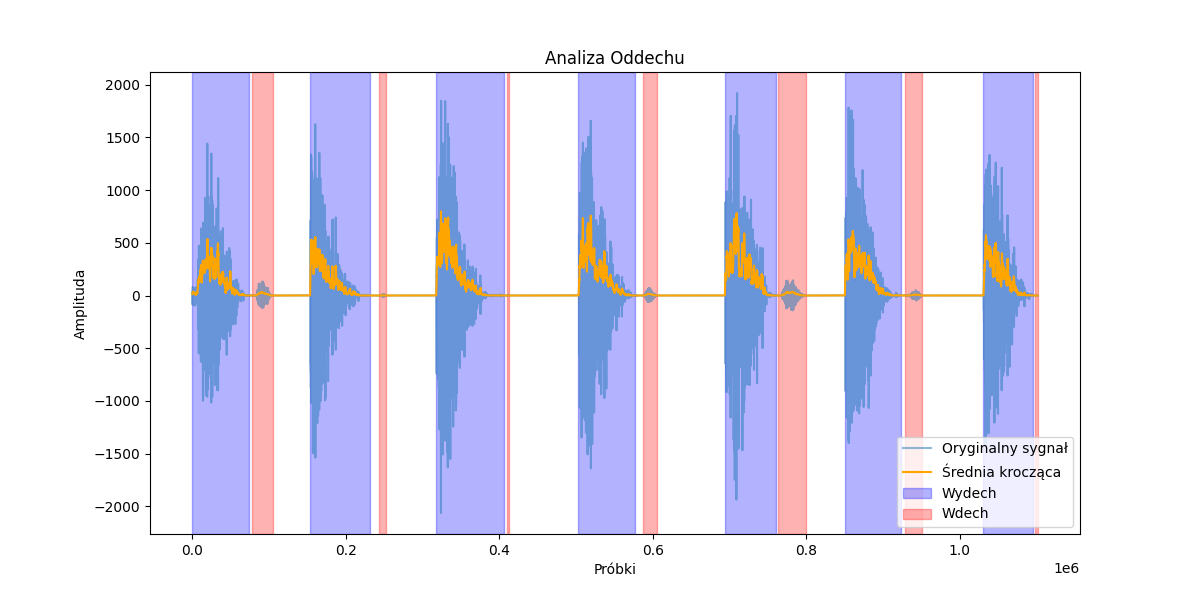 Analiza Oddechu
Amplituda
2000
1500
1000
500
0
−500
−1000
−1500
−2000
Oryginalny sygnał
Średnia krocząca
Wydech
Wdech
0.0 0.2 0.4 0.6 0.8 1.0
1e6
Próbki